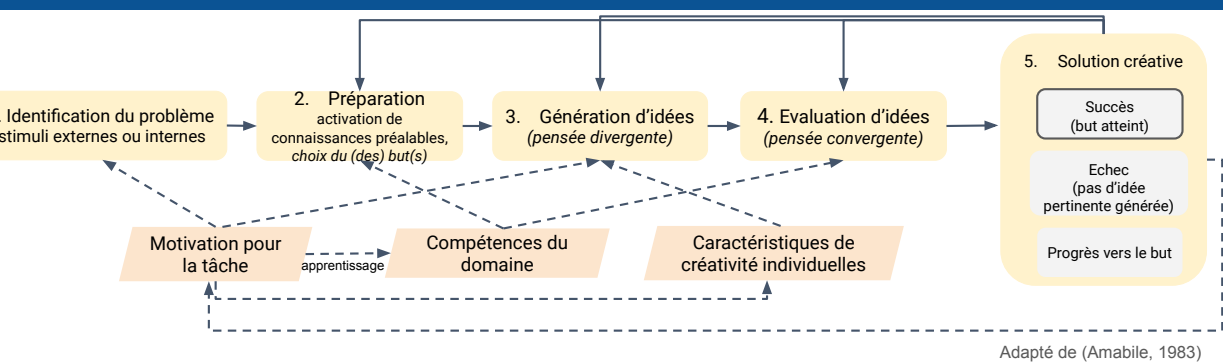 . Identification du problème
stimuli externes ou internes
2. Préparation
activation de
connaissances préalables,
choix du (des) but(s)
3. Génération d'idées
(pensée divergente)
4. Evaluation d'idées
(pensée convergente)
5. Solution créative
Succès
(but atteint)
Echec
(pas d'idée
pertinente générée)
Progrès vers le but
Motivation pour
la tâche
apprentissage
Compétences du
domaine
Caractéristiques de
créativité individuelles
Adapté de (Amabile, 1983)